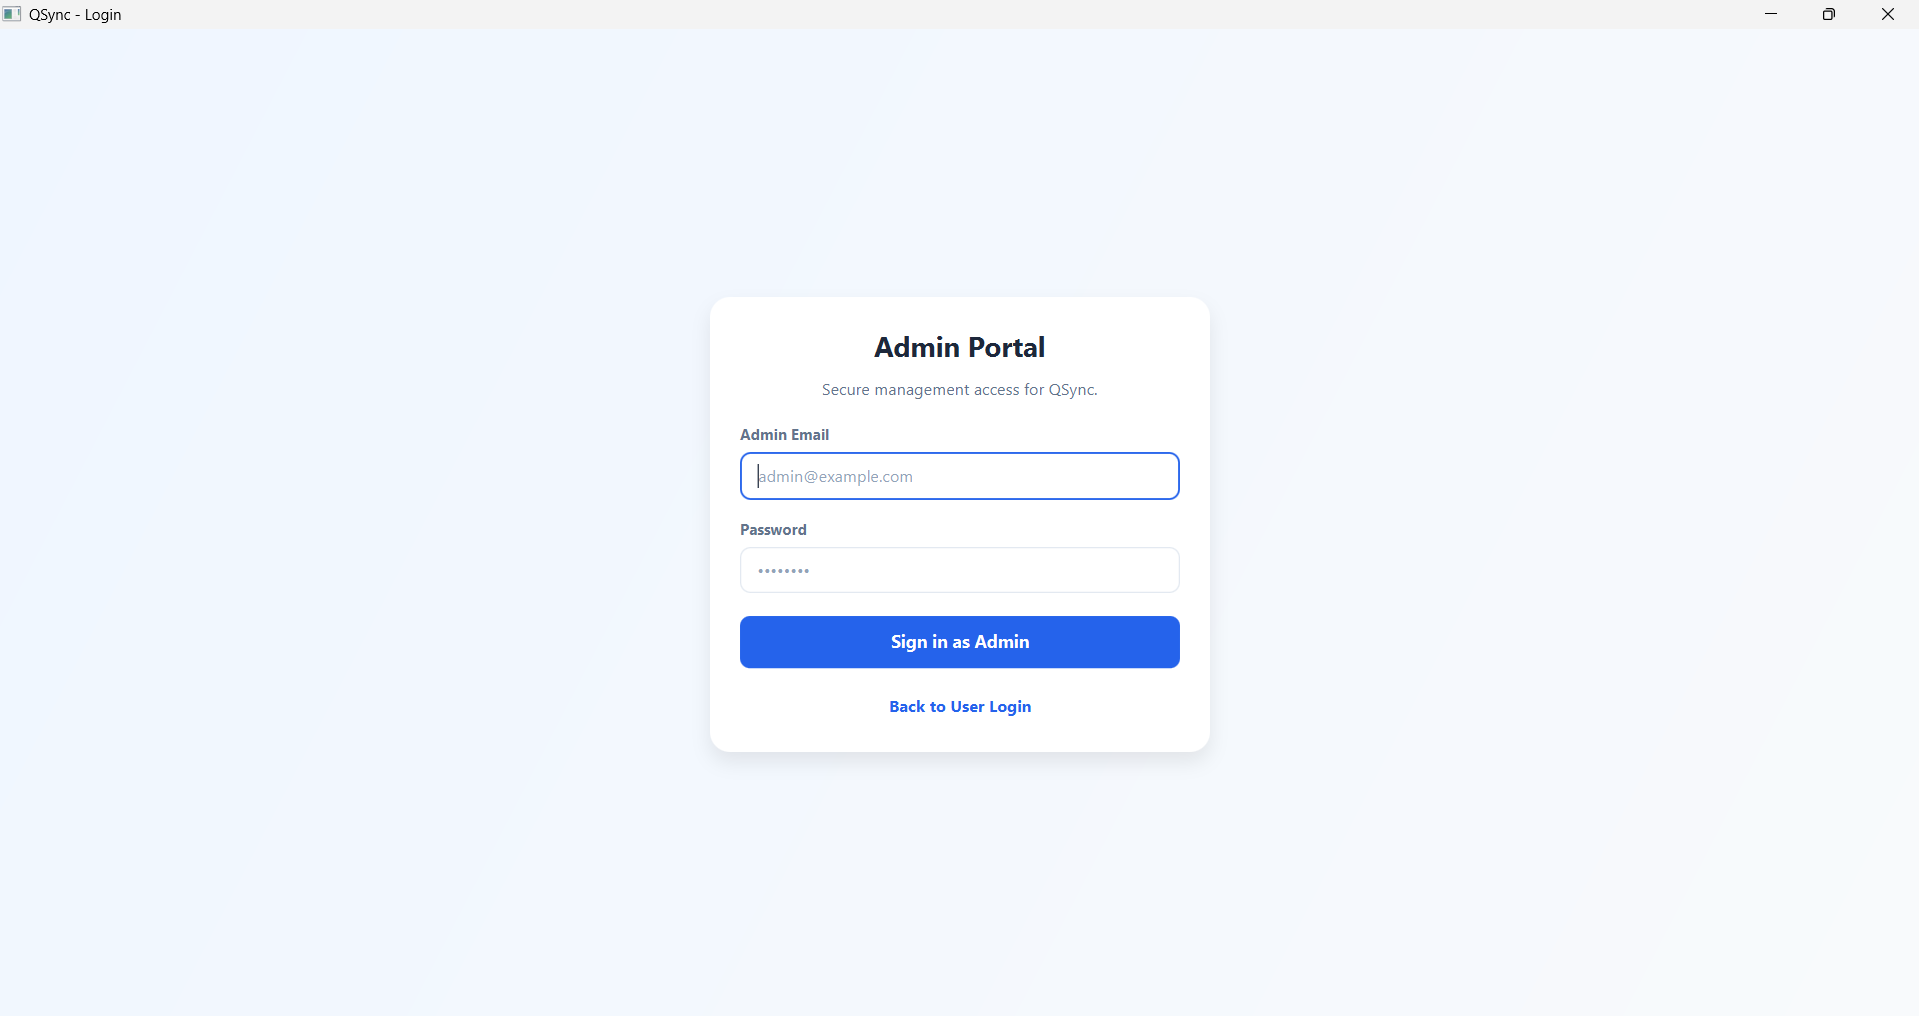 QSync - Login
Admin Portal
Secure management access for QSync.
Admin Email
admin@example.com
Password
••••••••
Sign in as Admin
Back to User Login